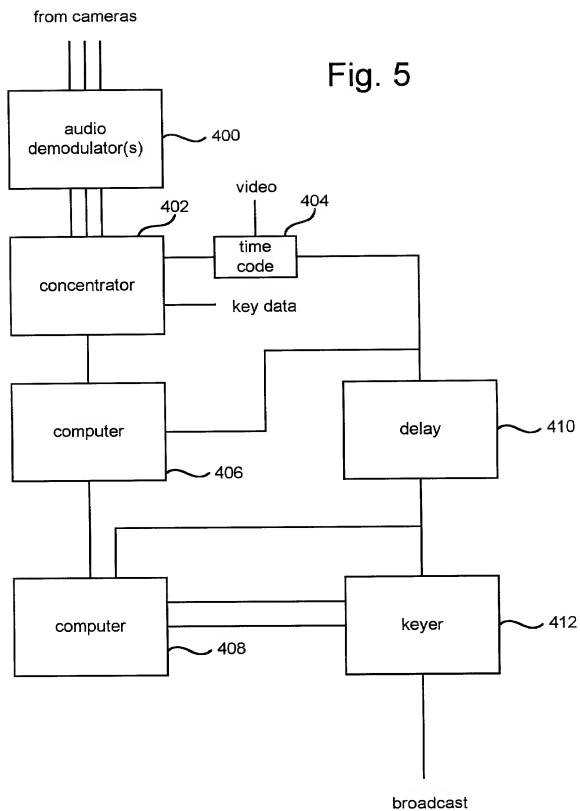 from cameras
Fig. 5
audio
demodulator(s)
400
video
402
404
time
code
concentrator
key data
computer
406
delay
410
computer
408
keyer
412
broadcast